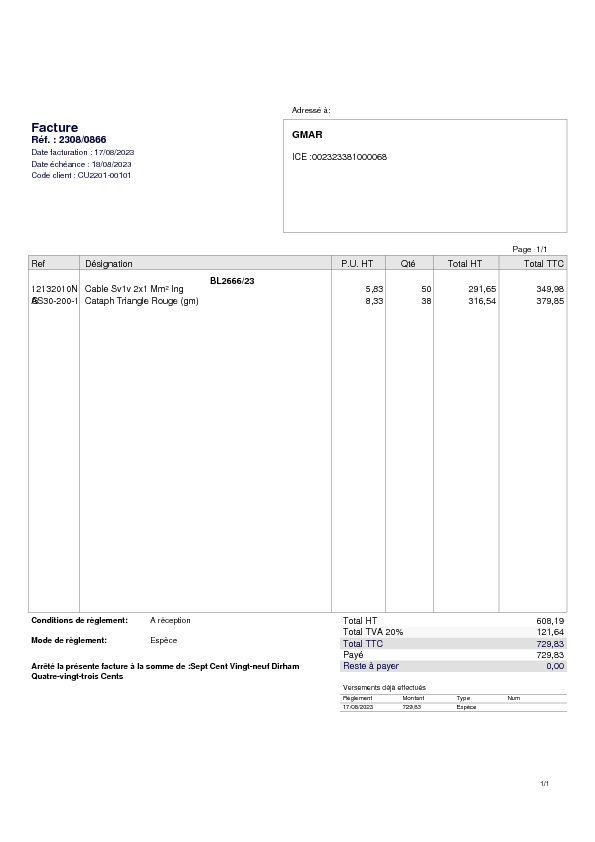 Adressé à:
Facture
Réf. : 2308/0866
Date facturation : 17/08/2023
Date échéance : 18/08/2023
Code client : CU2201-00101
GMAR
ICE :002323381000068
Page 1/1
Ref Désignation P.U. HT Qté Total HT Total TTC
BL2666/23
12132010N Cable Sv1v 2x1 Mm² Ing 5,83 50 291,65 349,98
S30-200-1 Cataph Triangle Rouge (gm) 8,33 38 316,54 379,85
Conditions de règlement: A réception
Mode de règlement: Espèce
Arrêté la présente facture à la somme de :Sept Cent Vingt-neuf Dirham
Quatre-vingt-trois Cents
Total HT 608,19
Total TVA 20% 121,64
Total TTC 729,83
Payé 729,83
Reste à payer 0,00
Versements déjà effectués
Règlement Montant Type Num
17/08/2023 729,83 Espèce
1/1